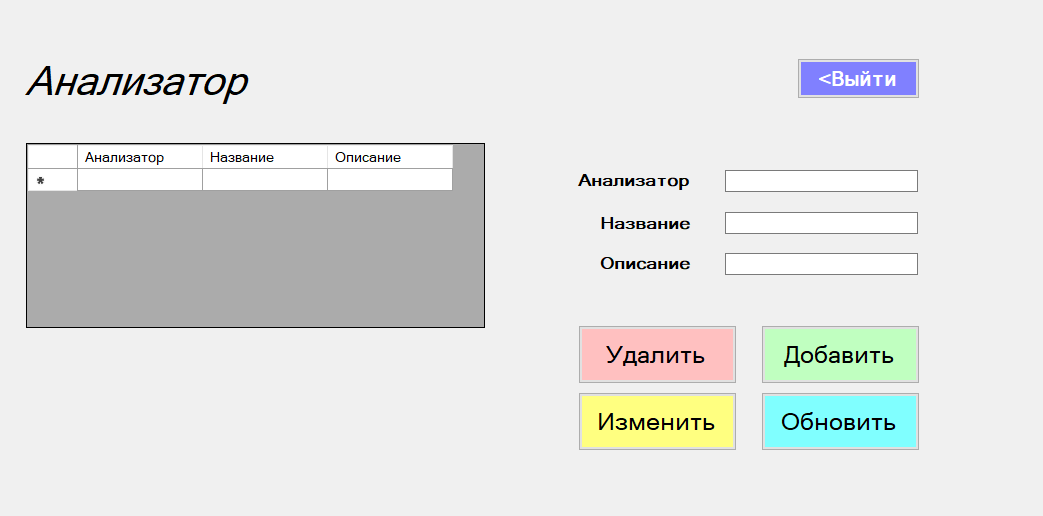 Анализатор
<Выйти
Анализатор Название Описание
*
Анализатор
Название
Описание
Удалить Добавить
Изменить Обновить